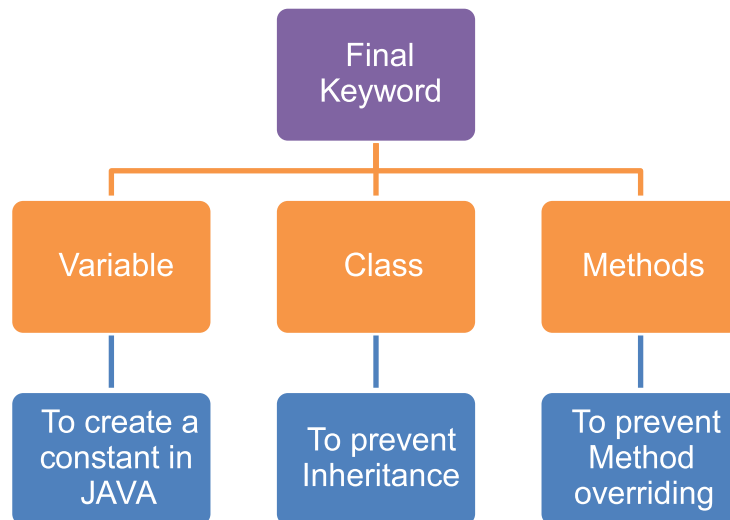 Final
Keyword
Variable
Class
Methods
To create a
constant in
JAVA
To prevent
Inheritance
To prevent
Method
overriding